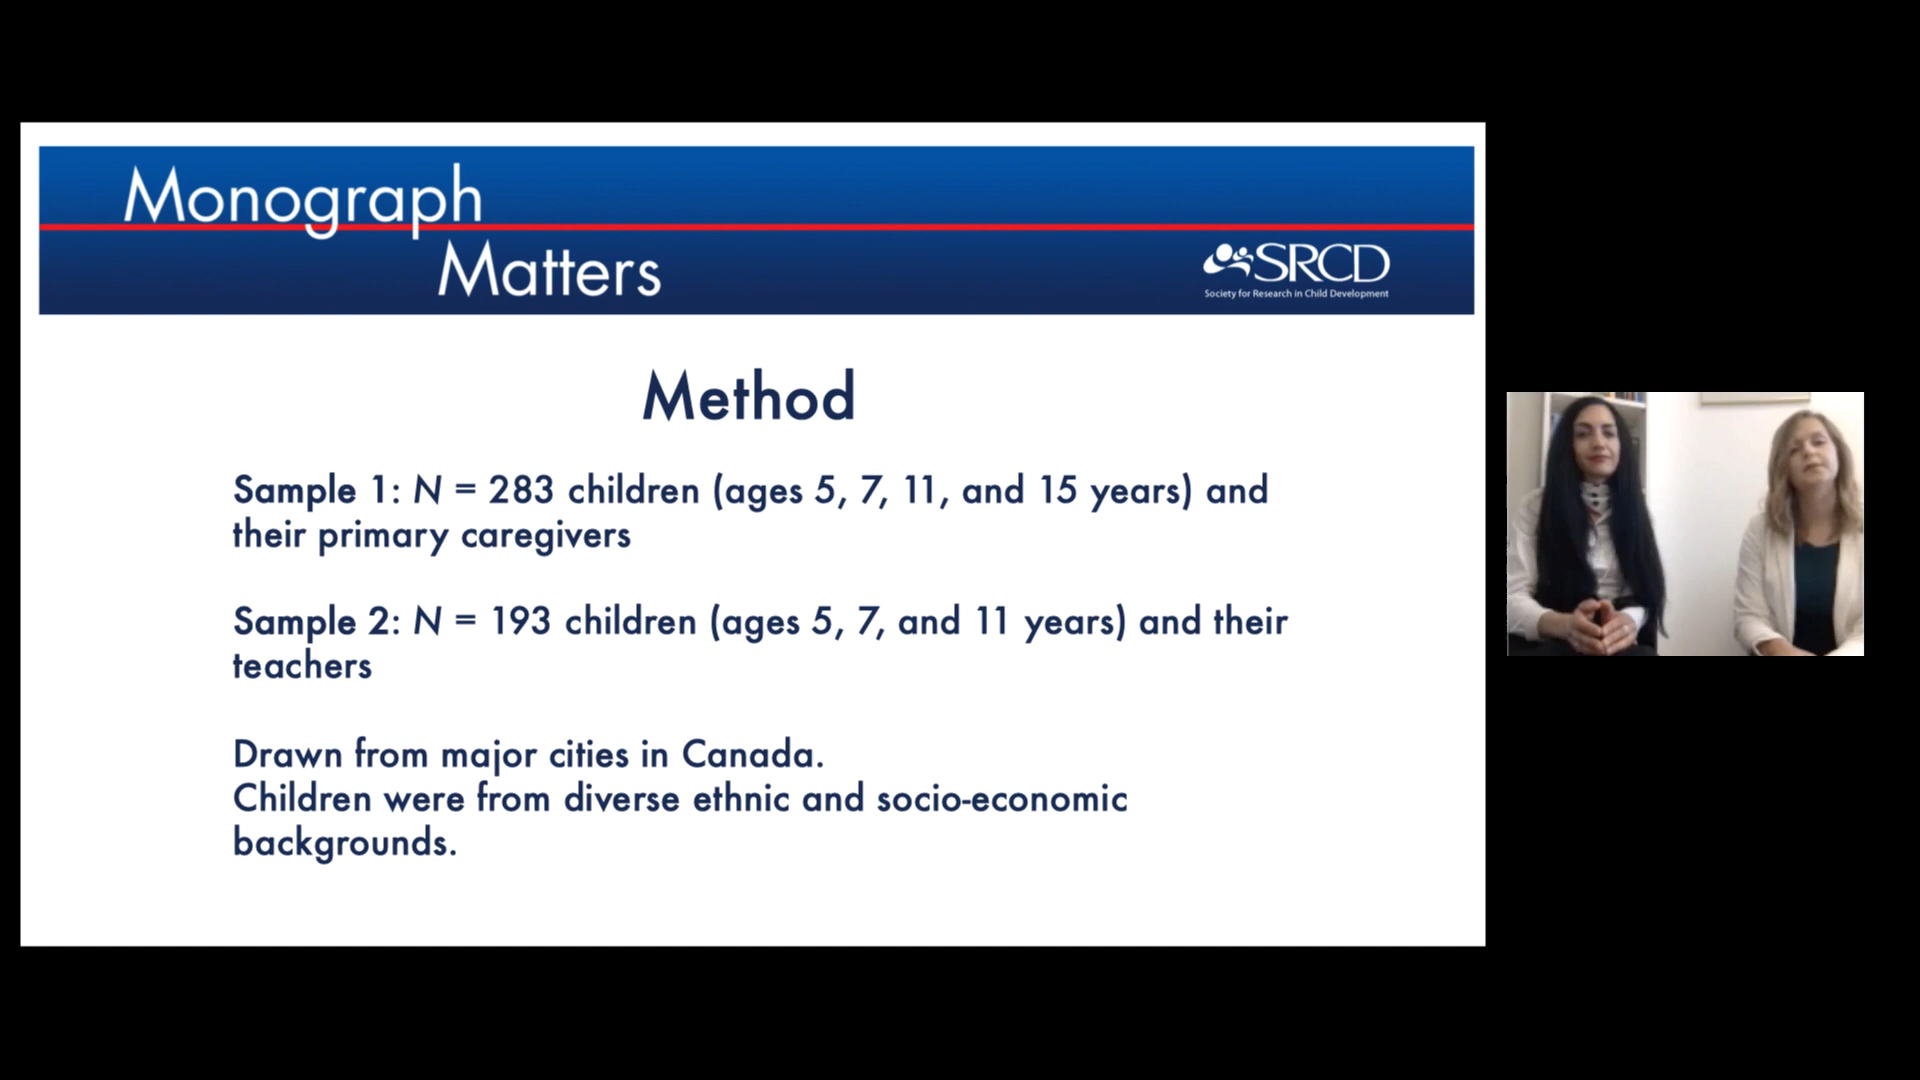 Monograph
Matters
SRCD
Society for Research in Child Development
Method
Sample 1: N = 283 children (ages 5, 7, 11, and 15 years) and
their primary caregivers
Sample 2: N = 193 children (ages 5, 7, and 11 years) and their
teachers
Drawn from major cities in Canada.
Children were from diverse ethnic and socio-economic
backgrounds.